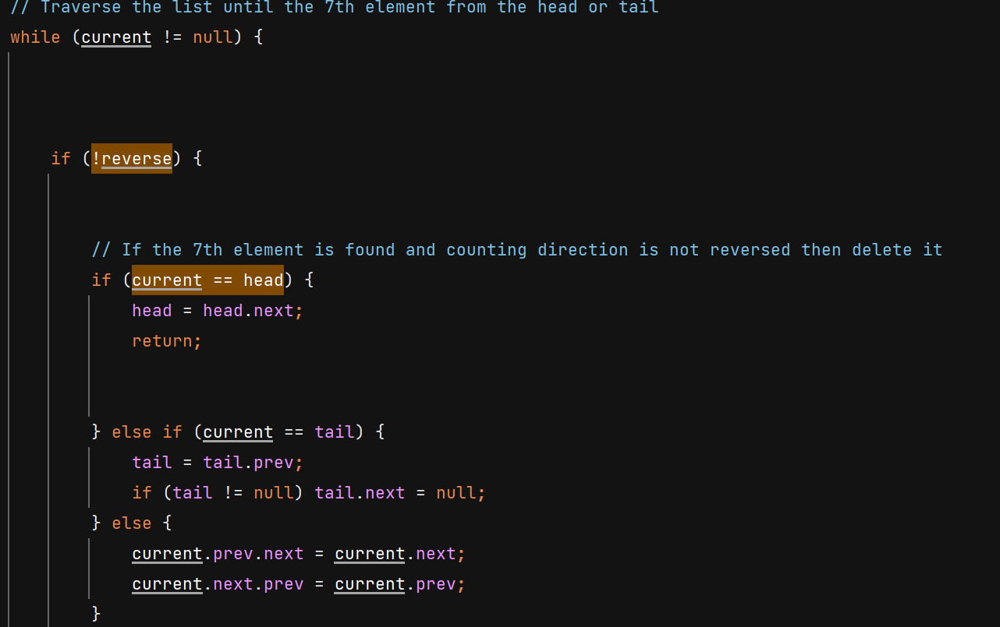 // Traverse the list until the 7th element from the head or tail
while (current != null) {
if (!reverse) {
// If the 7th element is found and counting direction is not reversed then delete it
if (current == head) {
head = head.next;
return;
} else if (current == tail) {
tail = tail.prev;
if (tail != null) tail.next = null;
} else {
current.prev.next = current.next;
current.next.prev = current.prev;
}